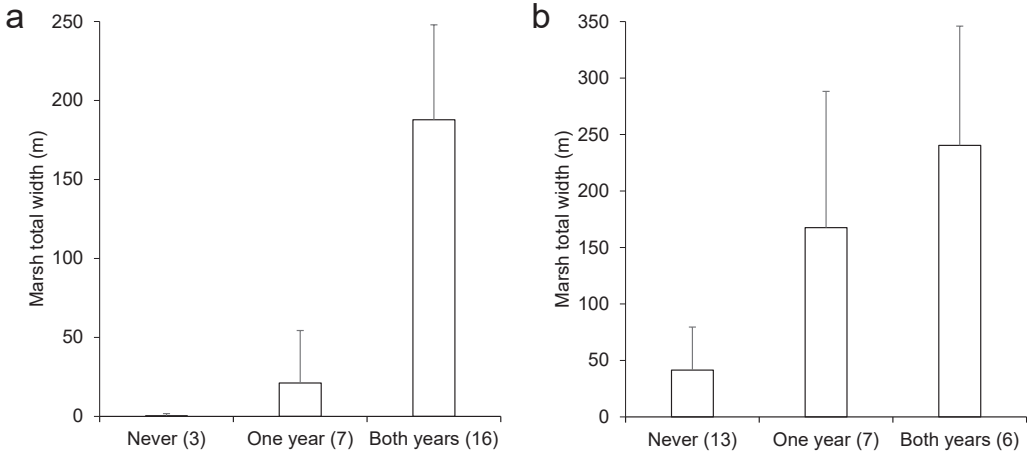 a
Marsh total width (m)
250
200
150
100
50
0
Never (3) One year (7) Both years (16)
b
Marsh total width (m)
350
300
250
200
150
100
50
0
Never (13) One year (7) Both years (6)